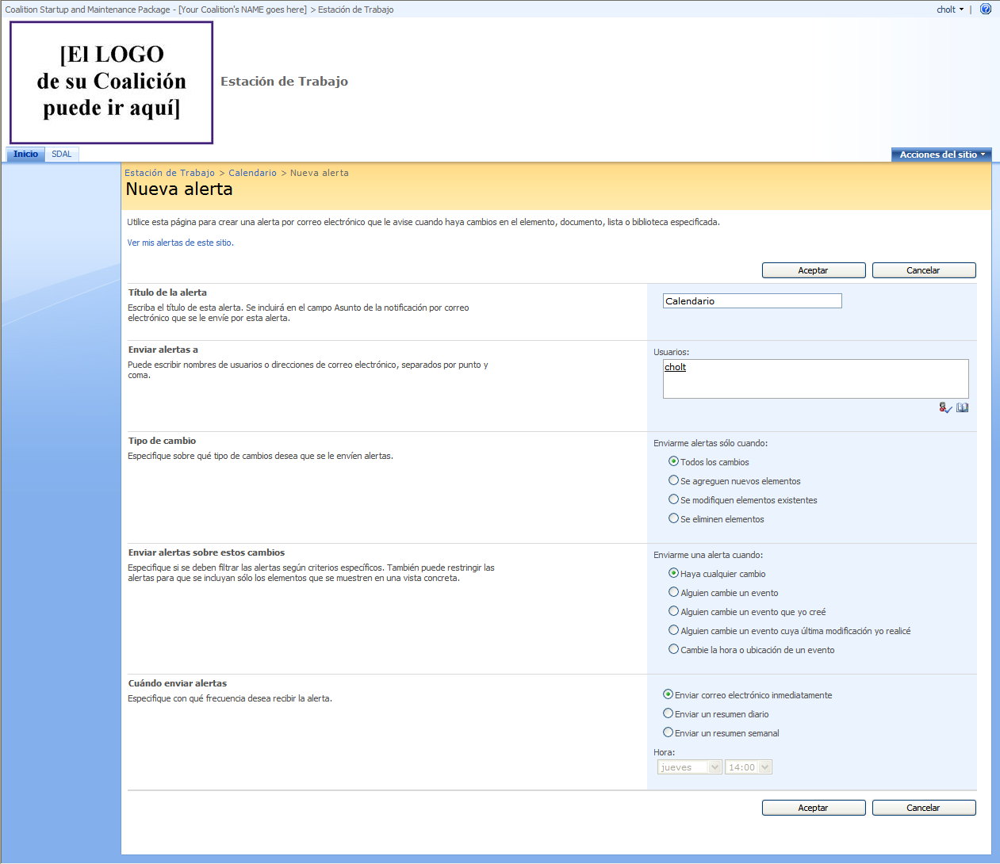 Coalition Startup and Maintenance Package - [Your Coalition's NAME goes here] > Estación de Trabajo
cholt
[El LOGO
de su Coalición
puede ir aquí]
Estación de Trabajo
Inicio SDAL
Acciones del sitio
Estación de Trabajo > Calendario > Nueva alerta
Nueva alerta
Utilice esta página para crear una alerta por correo electrónico que le avise cuando haya cambios en el elemento, documento, lista o biblioteca especificada.
Ver mis alertas de este sitio.
Aceptar Cancelar
Título de la alerta
Escriba el título de esta alerta. Se incluirá en el campo Asunto de la notificación por correo
electrónico que se le envíe por esta alerta.
Calendario
Enviar alertas a
Puede escribir nombres de usuarios o direcciones de correo electrónico, separados por punto y
coma.
Usuarios:
cholt
Tipo de cambio
Especifique sobre qué tipo de cambios desea que se le envíen alertas.
Enviarme alertas sólo cuando:
Todos los cambios
Se agreguen nuevos elementos
Se modifiquen elementos existentes
Se eliminen elementos
Enviar alertas sobre estos cambios
Especifique si se deben filtrar las alertas según criterios específicos. También puede restringir las
alertas para que se incluyan sólo los elementos que se muestren en una vista concreta.
Enviarme una alerta cuando:
Haya cualquier cambio
Alguien cambie un evento
Alguien cambie un evento que yo creé
Alguien cambie un evento cuya última modificación yo realicé
Cambie la hora o ubicación de un evento
Cuándo enviar alertas
Especifique con qué frecuencia desea recibir la alerta.
Enviar correo electrónico inmediatamente
Enviar un resumen diario
Enviar un resumen semanal
Hora:
jueves 14:00
Aceptar Cancelar